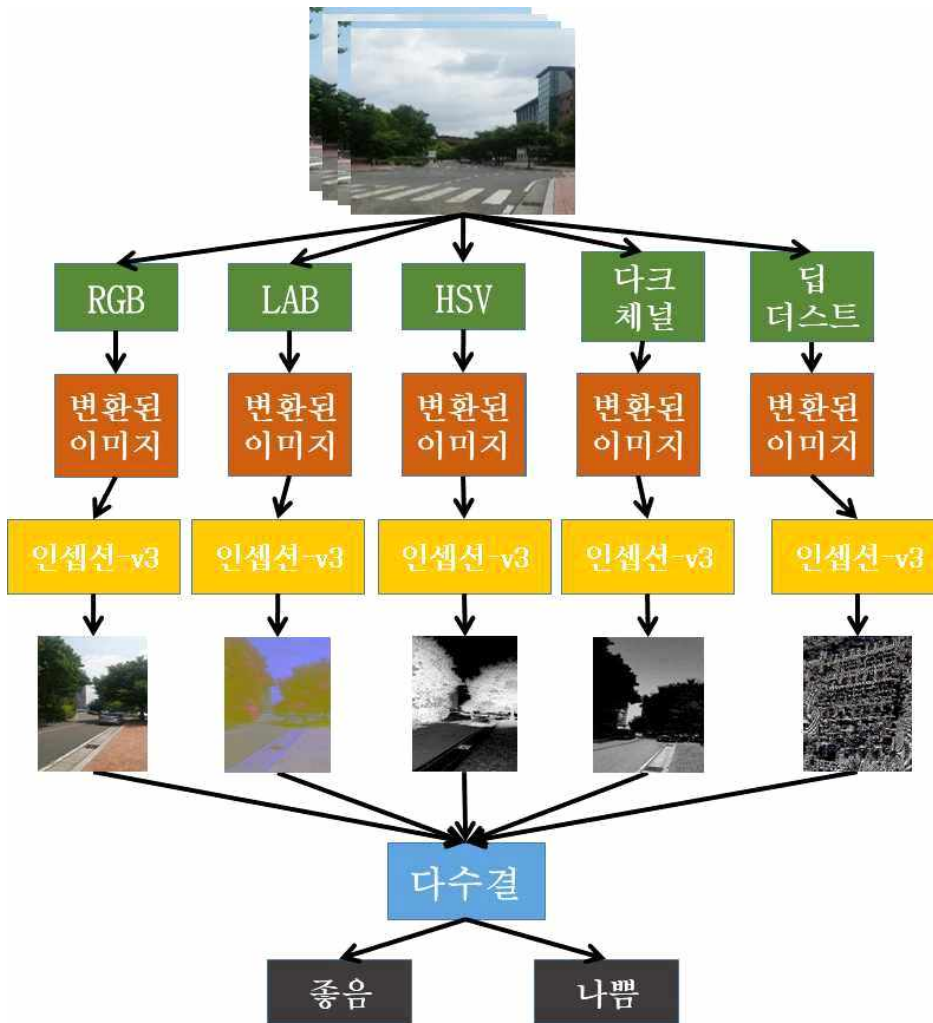 RGB
LAB
HSV
다크
체널
딥
더스트
변환된
이미지
변환된
이미지
변환된
이미지
변환된
이미지
변환된
이미지
인셉션-v3
인셉션-v3
인셉션-v3
인셉션-v3
인셉션-v3
다수결
좋음
나쁨